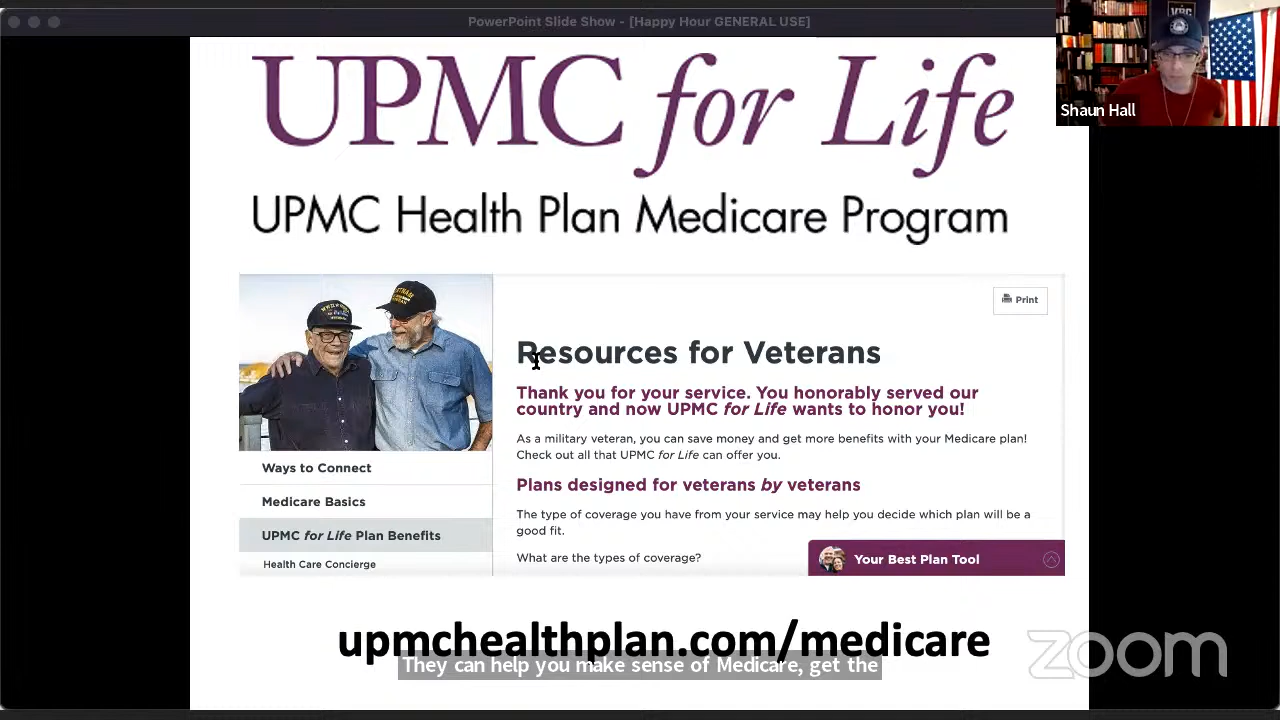 PowerPoint Slide Show - [Happy Hour GENERAL USE]
Shaun Hall
UPMC for Life
UPMC Health Plan Medicare Program
Print
Resources for Veterans
Thank you for your service. You honorably served our
country and now UPMC for Life wants to honor you!
As a military veteran, you can save money and get more benefits with your Medicare plan!
Check out all that UPMC for Life can offer you.
Plans designed for veterans by veterans
The type of coverage you have from your service may help you decide which plan will be a
good fit.
What are the types of coverage?
Ways to Connect
Medicare Basics
UPMC for Life Plan Benefits
Health Care Concierge
Your Best Plan Tool
upmchealthplan.com/medicare
They can help you make sense of Medicare, get the
zoom